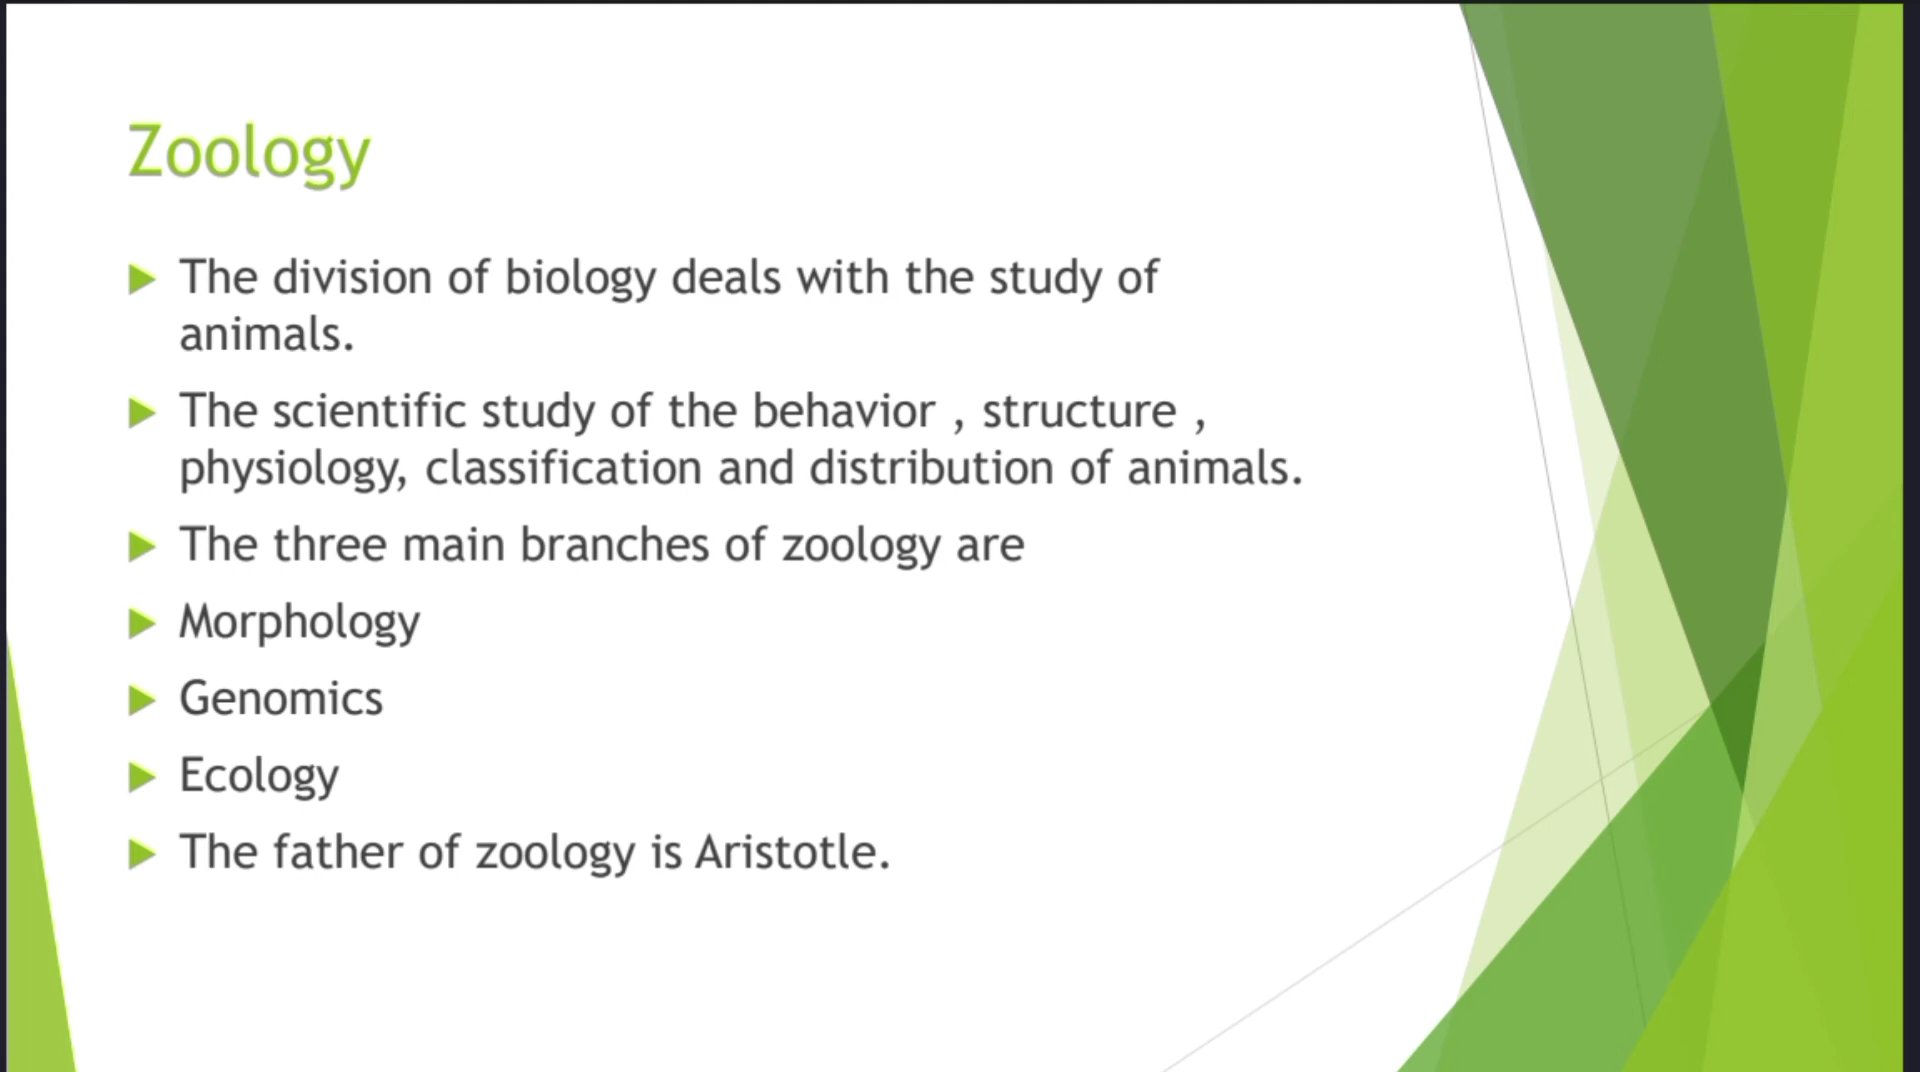 Zoology
The division of biology deals with the study of
animals.
The scientific study of the behavior , structure ,
physiology, classification and distribution of animals.
The three main branches of zoology are
Morphology
Genomics
Ecology
The father of zoology is Aristotle.